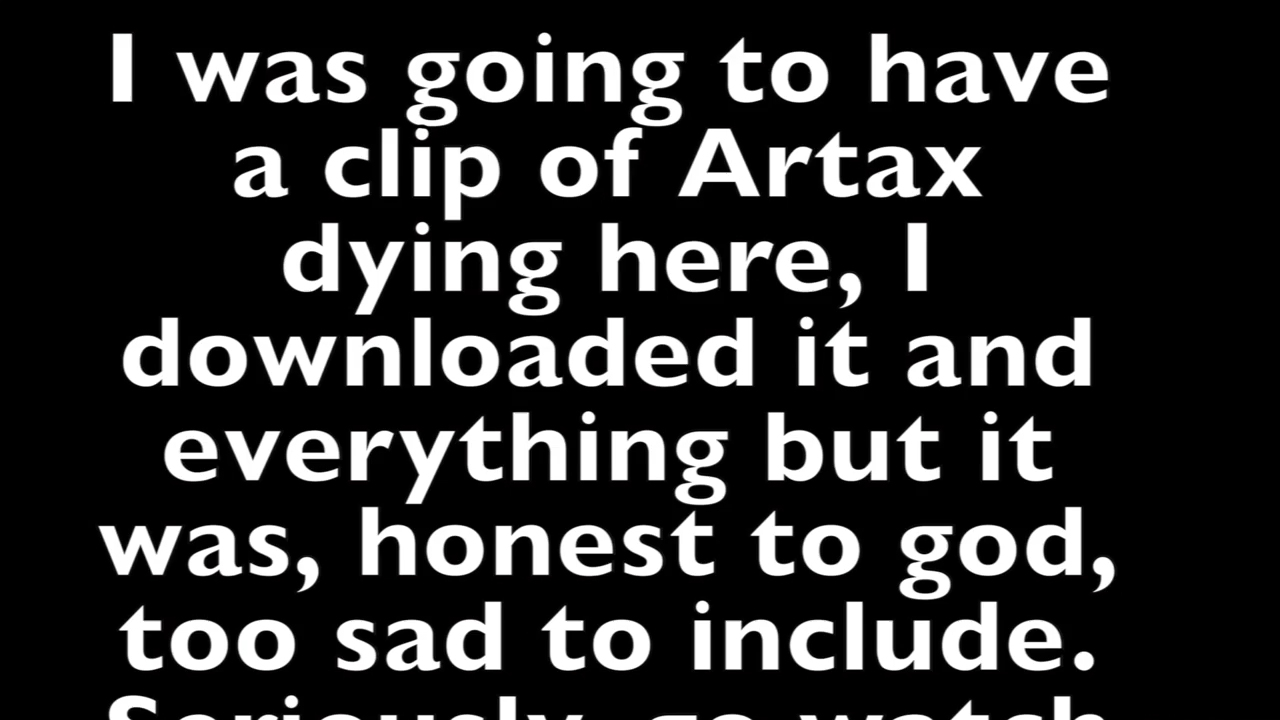 I was going to have
a clip of Artax
dying here, I
downloaded it and
everything but it
was, honest to god,
too sad to include.
Seriously, go watch